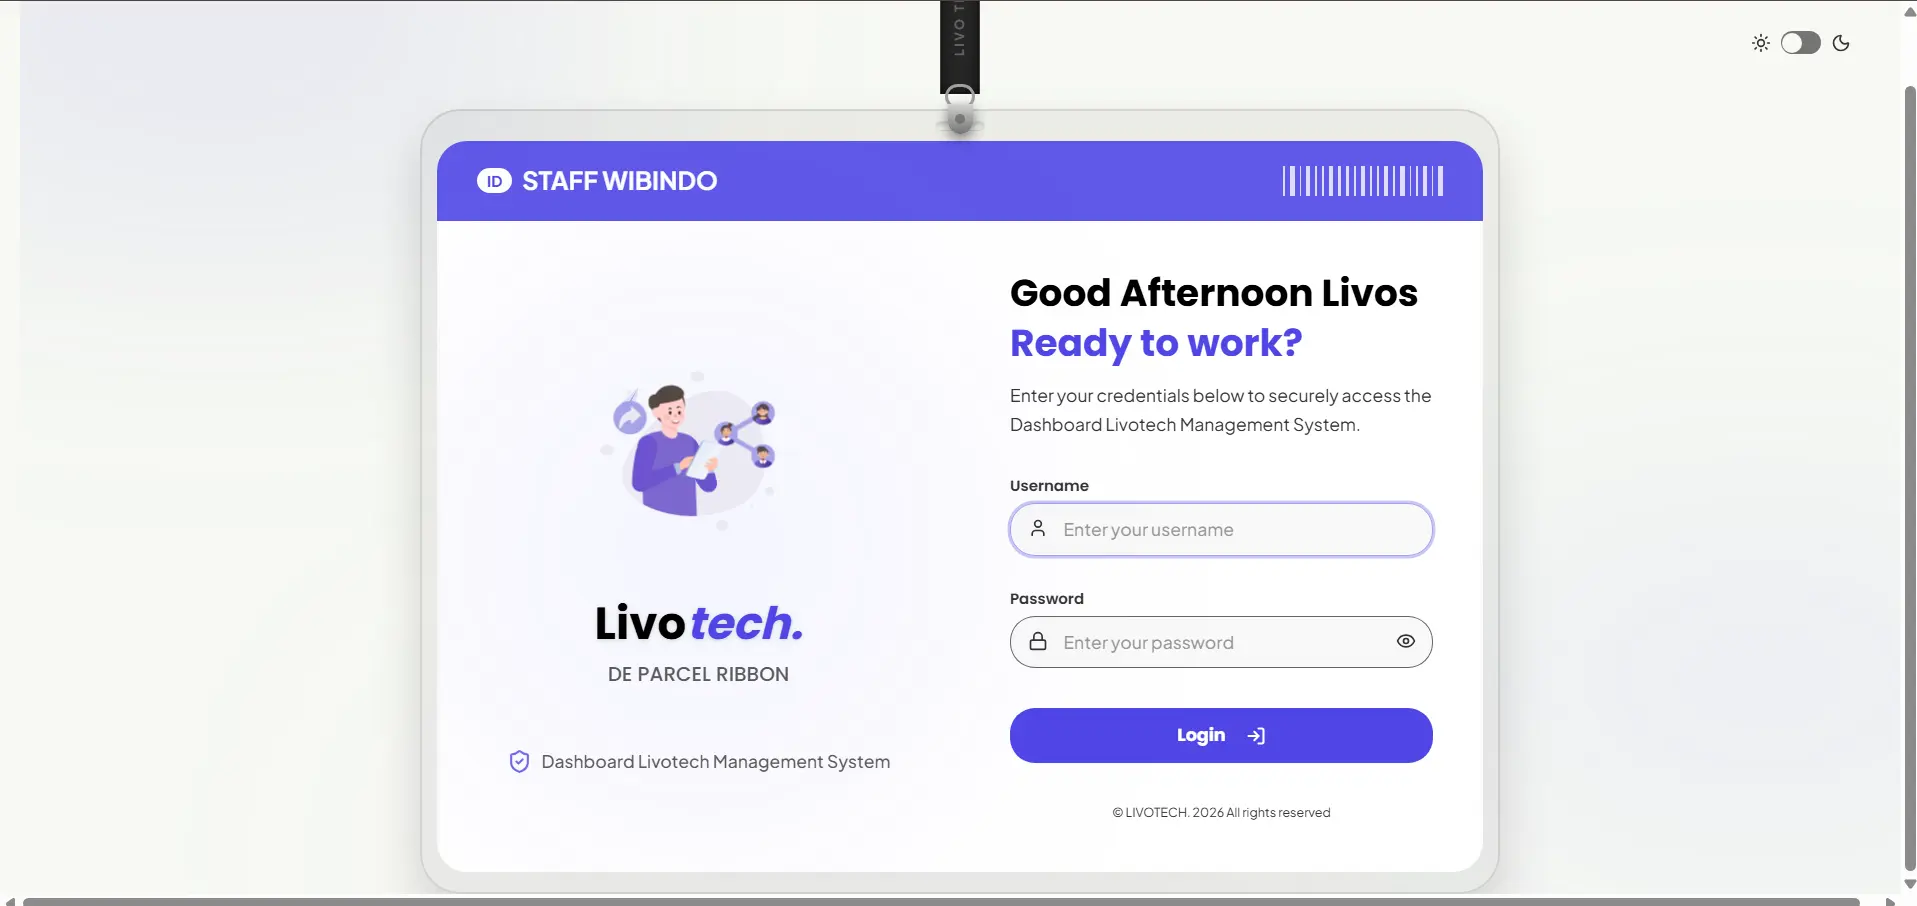 LIVO T
ID STAFF WIBINDO
Good Afternoon Livos
Ready to work?
Enter your credentials below to securely access the
Dashboard Livotech Management System.
Username
Enter your username
Password
Enter your password
Login
© LIVOTECH. 2026 All rights reserved
Livotech.
DE PARCEL RIBBON
Dashboard Livotech Management System